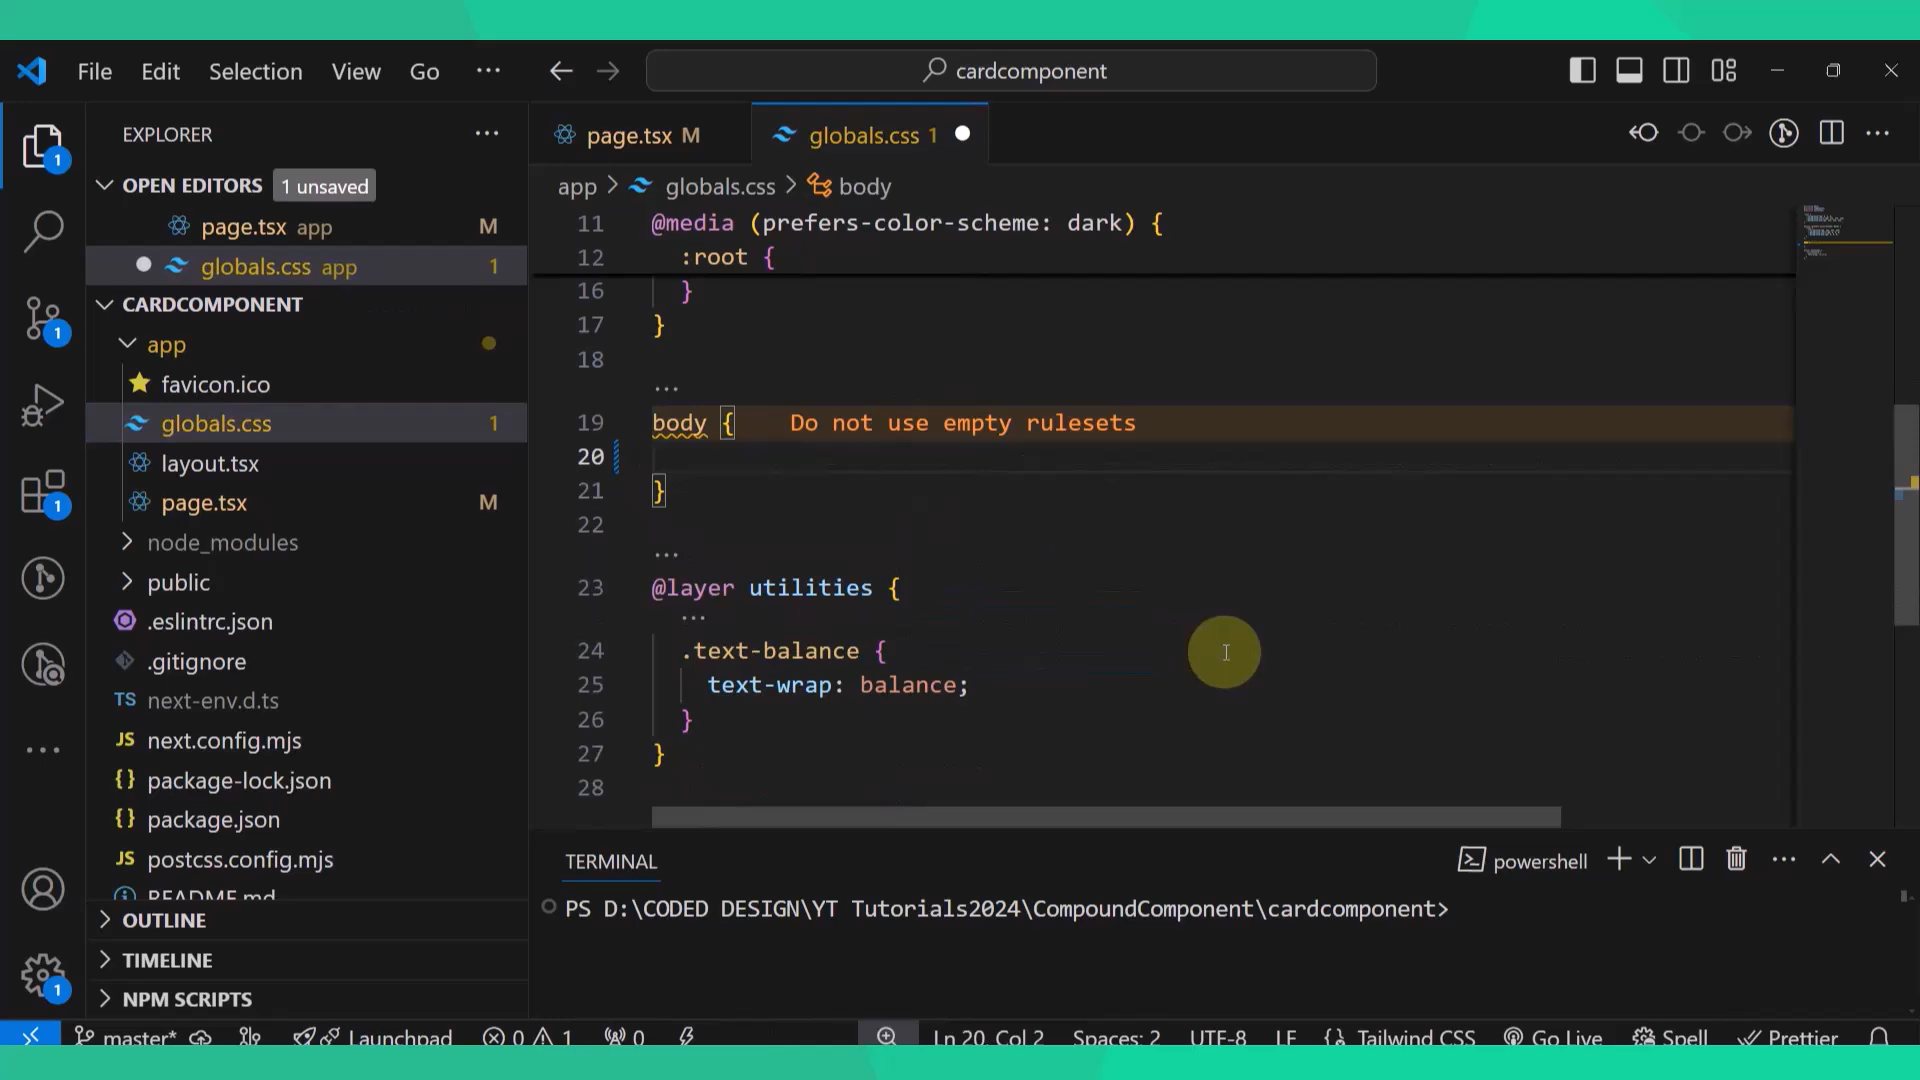 File Edit Selection View Go ··· cardcomponent
EXPLORER ···
OPEN EDITORS 1 unsaved
page.tsx app M
globals.css app 1
CARDCOMPONENT
app
favicon.ico
globals.css 1
layout.tsx
page.tsx M
node_modules
public
.eslintrc.json
.gitignore
TS next-env.d.ts
JS next.config.mjs
{} package-lock.json
{} package.json
JS postcss.config.mjs
README.md
OUTLINE
TIMELINE
NPM SCRIPTS
1
1
1
1
page.tsx M globals.css 1
app > globals.css > body
11 @media (prefers-color-scheme: dark) {
12 :root {
16 }
17 }
18
...
19 body { Do not use empty rulesets
20
21 }
22
...
23 @layer utilities {
...
24 .text-balance {
25 text-wrap: balance;
26 }
27 }
28
TERMINAL powershell
PS D:\CODED DESIGN\YT Tutorials2024\CompoundComponent\cardcomponent>
master* Launchpad 0 1 0 Ln 20, Col 2 Spaces: 2 UTF-8 LF Tailwind CSS Go Live Spell Prettier